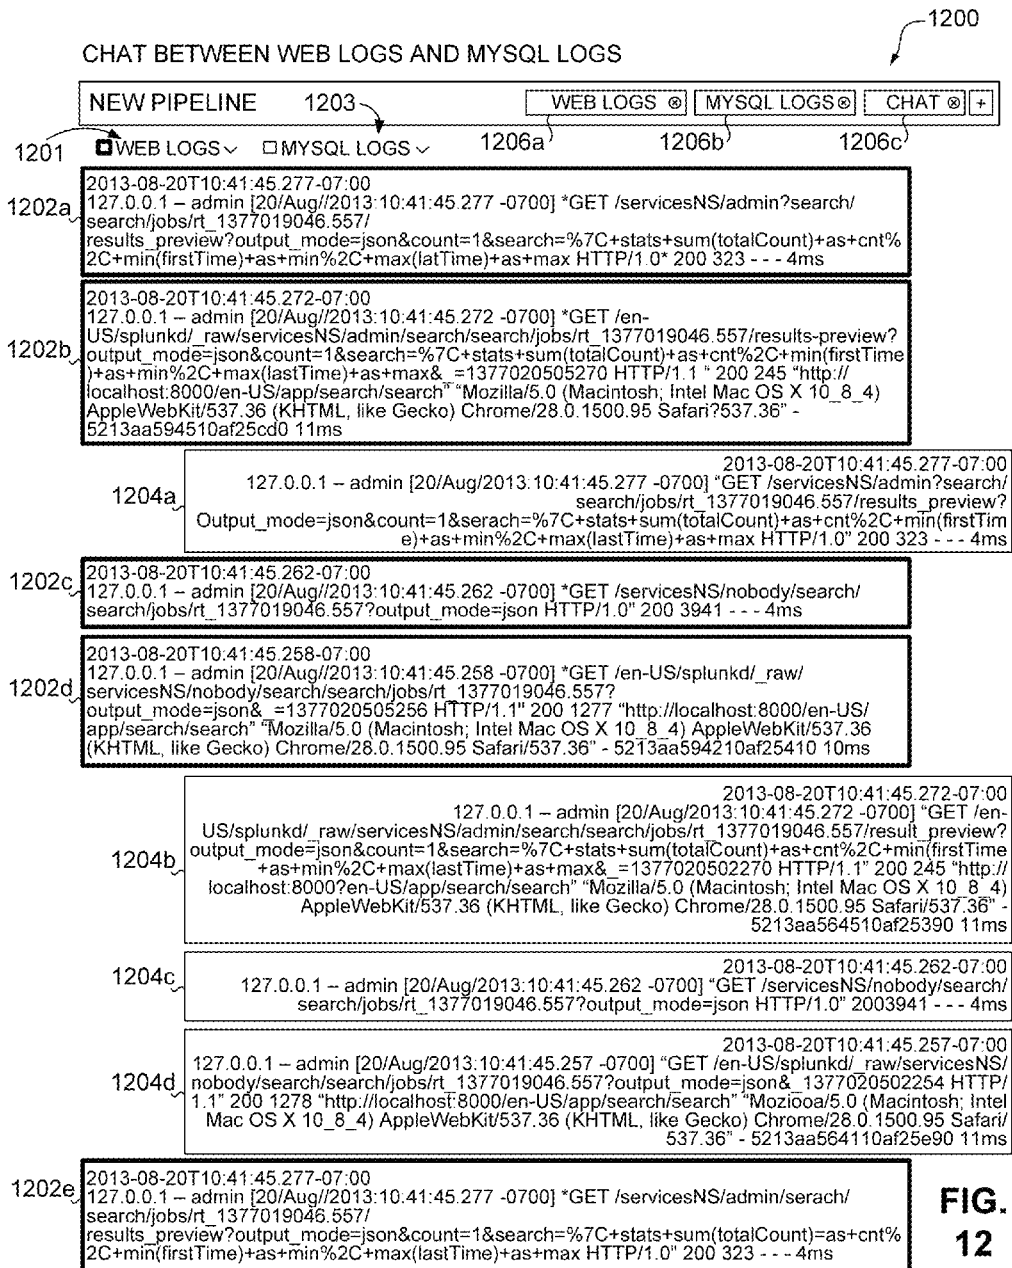 1200
CHAT BETWEEN WEB LOGS AND MYSQL LOGS
NEW PIPELINE 1203 WEB LOGS ⊗ MYSQL LOGS ⊗ CHAT ⊗ +
1201 WEB LOGS MYSQL LOGS 1206a 1206b 1206c
1202a
2013-08-20T10:41:45.277-07:00
127.0.0.1 – admin [20/Aug//2013:10:41:45.277 -0700] *GET /servicesNS/admin?search/
search/jobs/rt_1377019046.557/
results_preview?output_mode=json&count=1&search=%7C+stats+sum(totalCount)+as+cnt%
2C+min(firstTime)+as+min%2C+max(latTime)+as+max HTTP/1.0* 200 323 - - - 4ms
1202b
2013-08-20T10:41:45.272-07:00
127.0.0.1 – admin [20/Aug//2013:10:41:45.272 -0700] *GET /en-
US/splunkd/_raw/servicesNS/admin/search/search/jobs/rt_1377019046.557/results-preview?
output_mode=json&count=1&search=%7C+stats+sum(totalCount)+as+cnt%2C+min(firstTime
)+as+min%2C+max(lastTime)+as+max&_=1377020505270 HTTP/1.1 “ 200 245 “http://
localhost:8000/en-US/app/search/search” “Mozilla/5.0 (Macintosh; Intel Mac OS X 10_8_4)
AppleWebKit/537.36 (KHTML, like Gecko) Chrome/28.0.1500.95 Safari?537.36” -
5213aa594510af25cd0 11ms
1204a
2013-08-20T10:41:45.277-07:00
127.0.0.1 – admin [20/Aug/2013:10:41:45.277 -0700] “GET /servicesNS/admin?search/
search/jobs/rt_1377019046.557/results_preview?
Output_mode=json&count=1&serach=%7C+stats+sum(totalCount)+as+cnt%2C+min(firstTim
e)+as+min%2C+max(lastTime)+as+max HTTP/1.0” 200 323 - - - 4ms
1202c
2013-08-20T10:41:45.262-07:00
127.0.0.1 – admin [20/Aug//2013:10:41:45.262 -0700] *GET /servicesNS/nobody/search/
search/jobs/rt_1377019046.557?output_mode=json HTTP/1.0" 200 3941 - - - 4ms
1202d
2013-08-20T10:41:45.258-07:00
127.0.0.1 – admin [20/Aug//2013:10:41:45.258 -0700] *GET /en-US/splunkd/_raw/
servicesNS/nobody/search/search/jobs/rt_1377019046.557?
output_mode=json&_=1377020505256 HTTP/1.1" 200 1277 “http://localhost:8000/en-US/
app/search/search” “Mozilla/5.0 (Macintosh; Intel Mac OS X 10_8_4) AppleWebKit/537.36
(KHTML, like Gecko) Chrome/28.0.1500.95 Safari/537.36” - 5213aa594210af25410 10ms
1204b
2013-08-20T10:41:45.272-07:00
127.0.0.1 – admin [20/Aug/2013:10:41:45.272 -0700] “GET /en-
US/splunkd/_raw/servicesNS/admin/search/search/jobs/rt_1377019046.557/result_preview?
output_mode=json&count=1&search=%7C+stats+sum(totalCount)+as+cnt%2C+min(firstTime
+as+min%2C+max(lastTime)+as+max&_=1377020502270 HTTP/1.1” 200 245 “http://
localhost:8000?en-US/app/search/search” “Mozilla/5.0 (Macintosh; Intel Mac OS X 10_8_4)
AppleWebKit/537.36 (KHTML, like Gecko) Chrome/28.0.1500.95 Safari/537.36” -
5213aa564510af25390 11ms
1204c
2013-08-20T10:41:45.262-07:00
127.0.0.1 – admin [20/Aug/2013:10:41:45.262 -0700] “GET /servicesNS/nobody/search/
search/jobs/rt_1377019046.557?output_mode=json HTTP/1.0” 2003941 - - - 4ms
1204d
2013-08-20T10:41:45.257-07:00
127.0.0.1 – admin [20/Aug/2013:10:41:45.257 -0700] “GET /en-US/splunkd/_raw/servicesNS/
nobody/search/search/jobs/rt_1377019046.557?output_mode=json&_1377020502254 HTTP/
1.1” 200 1278 “http://localhost:8000/en-US/app/search/search” “Moziooa/5.0 (Macintosh; Intel
Mac OS X 10_8_4) AppleWebKit/537.36 (KHTML, like Gecko) Chrome/28.0.1500.95 Safari/
537.36” - 5213aa564110af25e90 11ms
1202e
2013-08-20T10:41:45.277-07:00
127.0.0.1 – admin [20/Aug//2013:10:41:45.277 -0700] *GET /servicesNS/admin/serach/
search/jobs/rt_1377019046.557/
results_preview?output_mode=json&count=1&search=%7C+stats+sum(totalCount)=as+cnt%
2C+min(firstTime)+as+min%2C+max(lastTime)+as+max HTTP/1.0” 200 323 - - - 4ms
FIG.
12